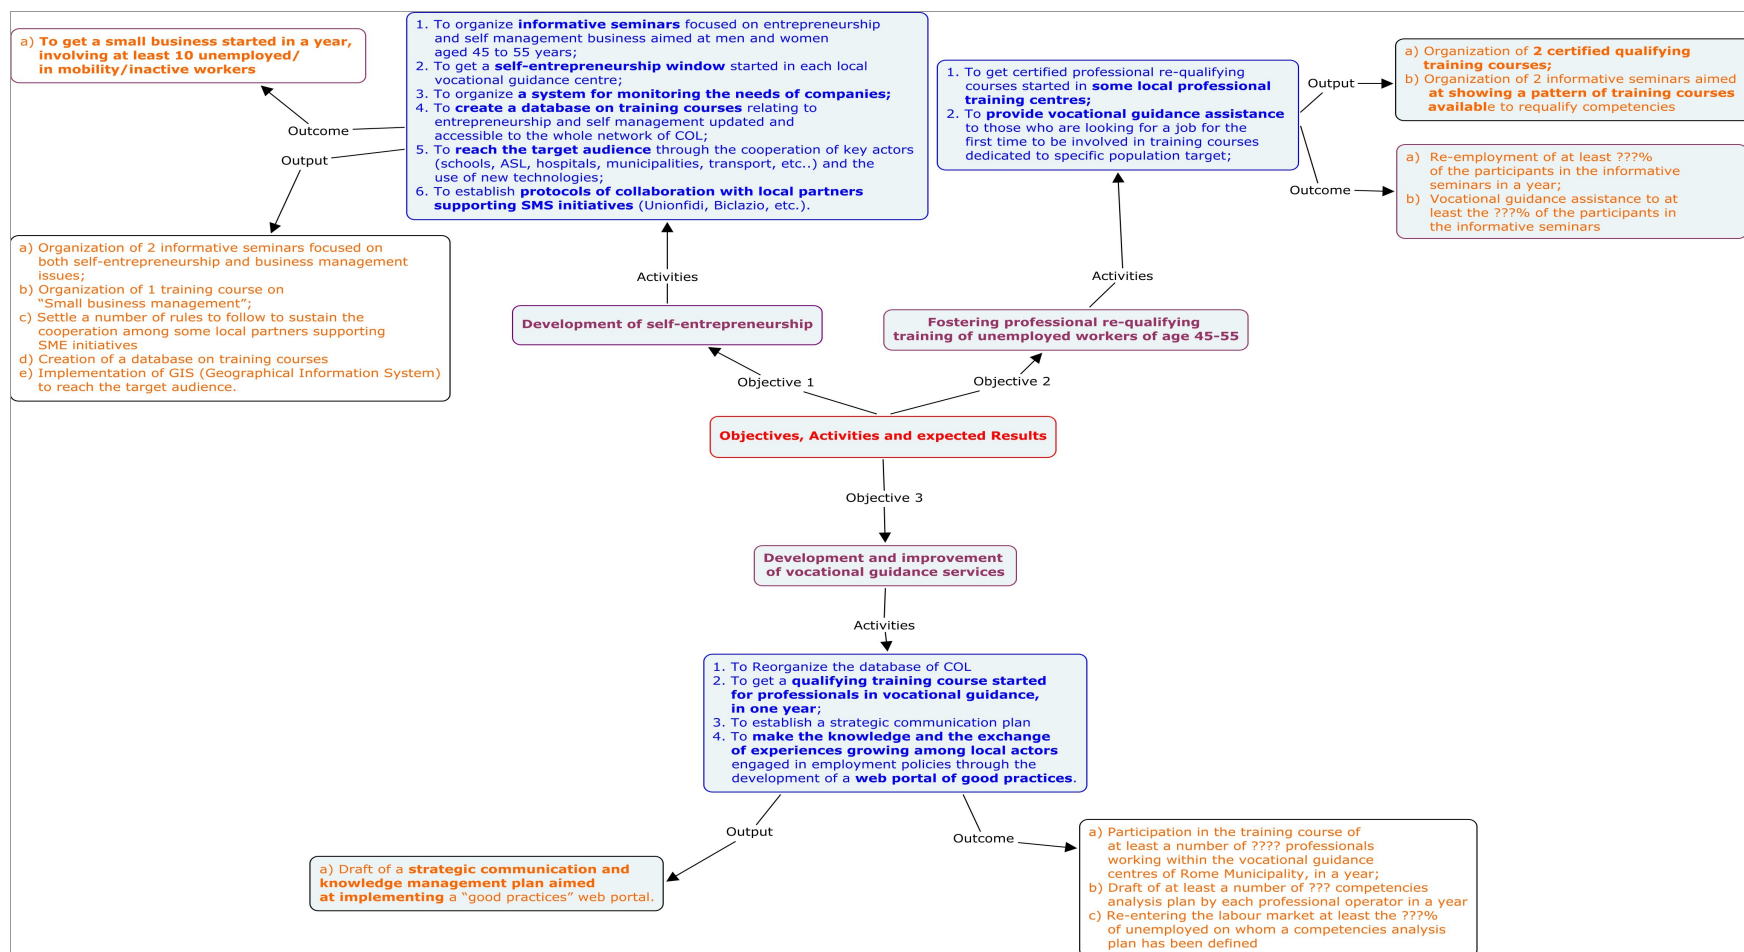 a) To get a small business started in a year,
involving at least 10 unemployed/
in mobility/inactive workers
1. To organize informative seminars focused on entrepreneurship
and self management business aimed at men and women
aged 45 to 55 years;
2. To get a self-entrepreneurship window started in each local
vocational guidance centre;
3. To organize a system for monitoring the needs of companies;
4. To create a database on training courses relating to
entrepreneurship and self management updated and
accessible to the whole network of COL;
5. To reach the target audience through the cooperation of key actors
(schools, ASL, hospitals, municipalities, transport, etc..) and the
use of new technologies;
6. To establish protocols of collaboration with local partners
supporting SMS initiatives (Unionfidi, Biclazio, etc.).
Outcome
Output
a) Organization of 2 informative seminars focused on
both self-entrepreneurship and business management
issues;
b) Organization of 1 training course on
“Small business management”;
c) Settle a number of rules to follow to sustain the
cooperation among some local partners supporting
SME initiatives
d) Creation of a database on training courses
e) Implementation of GIS (Geographical Information System)
to reach the target audience.
1. To get certified professional re-qualifying
courses started in some local professional
training centres;
2. To provide vocational guidance assistance
to those who are looking for a job for the
first time to be involved in training courses
dedicated to specific population target;
Output
a) Organization of 2 certified qualifying
training courses;
b) Organization of 2 informative seminars aimed
at showing a pattern of training courses
available to requalify competencies
Outcome
a) Re-employment of at least ???%
of the participants in the informative
seminars in a year;
b) Vocational guidance assistance to at
least the ???% of the participants in
the informative seminars
Activities
Activities
Development of self-entrepreneurship
Fostering professional re-qualifying
training of unemployed workers of age 45-55
Objective 1
Objective 2
Objectives, Activities and expected Results
Objective 3
Development and improvement
of vocational guidance services
Activities
1. To Reorganize the database of COL
2. To get a qualifying training course started
for professionals in vocational guidance,
in one year;
3. To establish a strategic communication plan
4. To make the knowledge and the exchange
of experiences growing among local actors
engaged in employment policies through the
development of a web portal of good practices.
Output
Outcome
a) Draft of a strategic communication and
knowledge management plan aimed
at implementing a “good practices” web portal.
a) Participation in the training course of
at least a number of ???? professionals
working within the vocational guidance
centres of Rome Municipality, in a year;
b) Draft of at least a number of ??? competencies
analysis plan by each professional operator in a year
c) Re-entering the labour market at least the ???%
of unemployed on whom a competencies analysis
plan has been defined